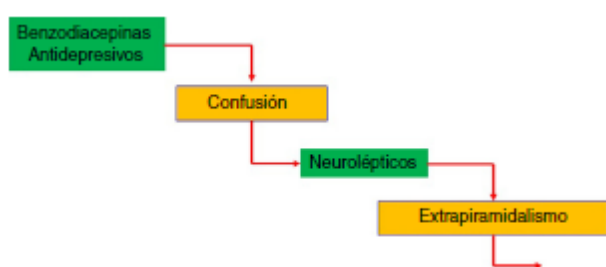 Benzodiacepinas
Antidepresivos
Confusión
Neurolépticos
Extrapiramidalismo